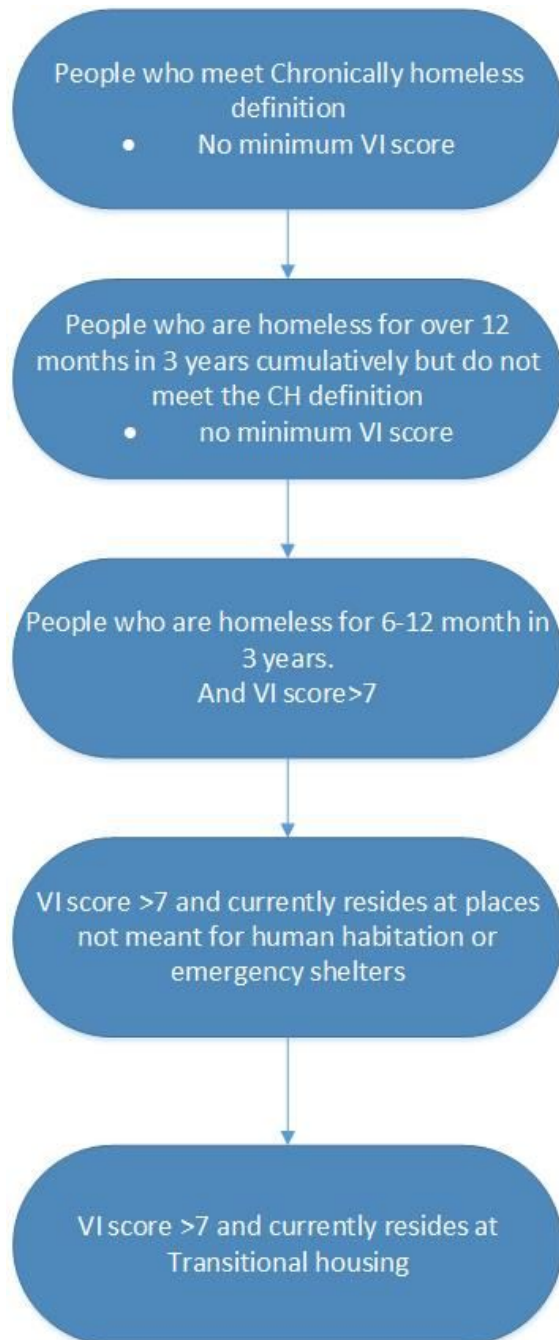 People who meet Chronically homeless
definition
• No minimum VI score
People who are homeless for over 12
months in 3 years cumulatively but do not
meet the CH definition
• no minimum VI score
People who are homeless for 6-12 month in
3 years.
And VI score>7
VI score >7 and currently resides at places
not meant for human habitation or
emergency shelters
VI score >7 and currently resides at
Transitional housing